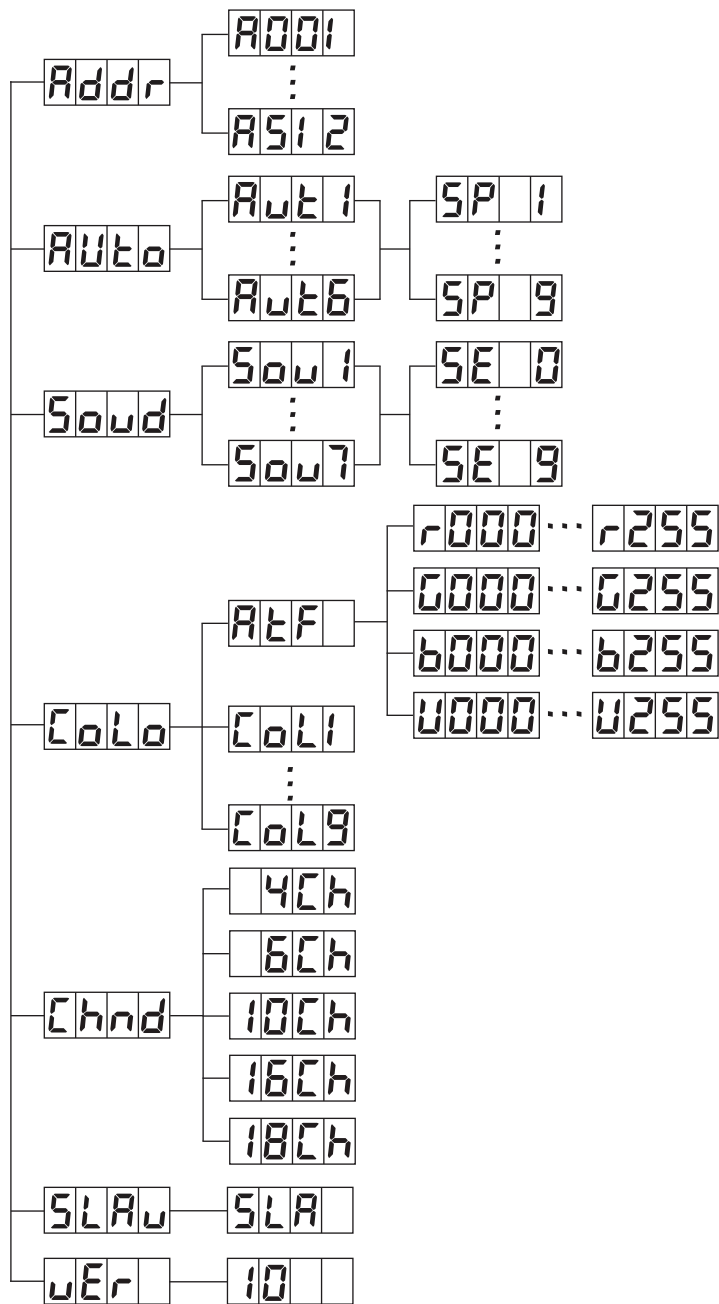 A001
Addr
A512
Aut1 SP 1
AUto
Aut6 SP 9
Sou1 SE 0
Soud
Sou7 SE 9
r000 ... r255
G000 ... G255
AtF
b000 ... b255
U000 ... U255
CoLo CoL1
CoL9
4Ch
6Ch
Chnd 10Ch
16Ch
18Ch
SLAu SLA
uEr 10